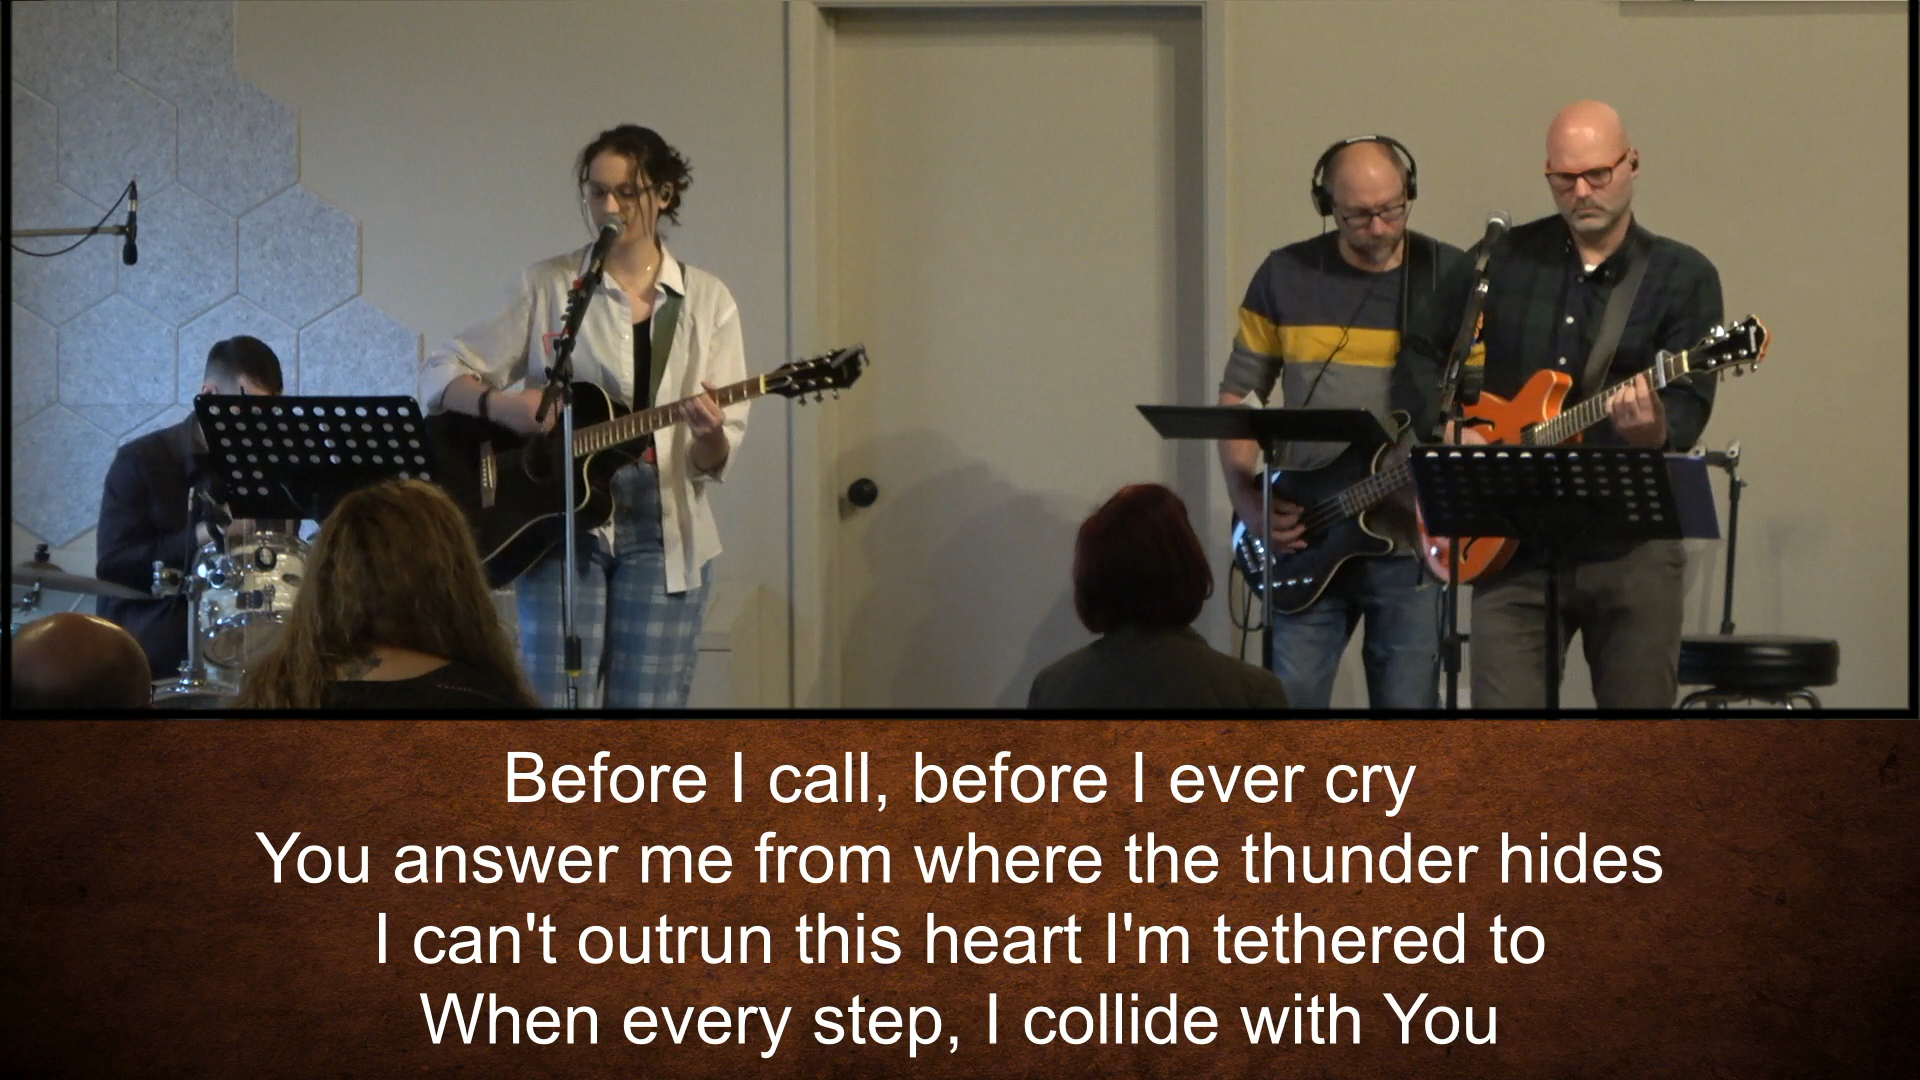 Before I call, before I ever cry
You answer me from where the thunder hides
I can't outrun this heart I'm tethered to
When every step, I collide with You